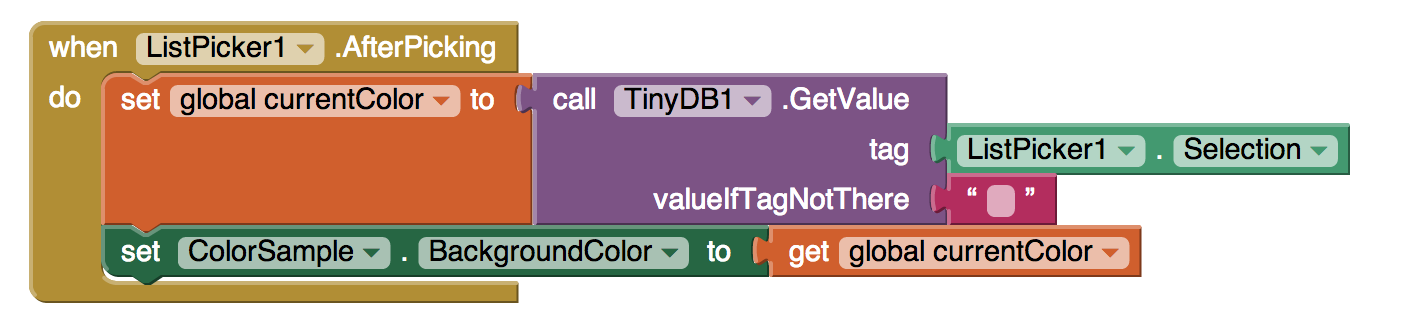 when ListPicker1 .AfterPicking
do set global currentColor to call TinyDB1 .GetValue
tag ListPicker1 . Selection
valueIfTagNotThere “ ”
set ColorSample . BackgroundColor to get global currentColor